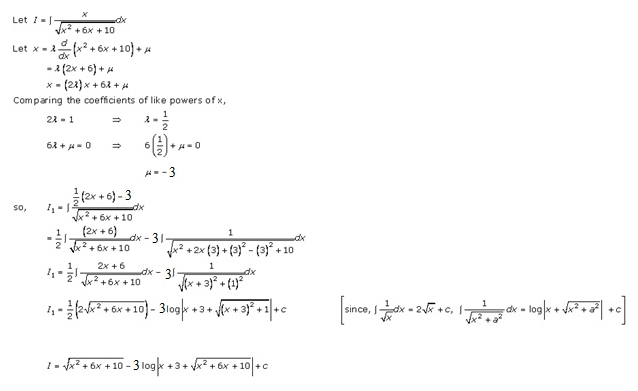 Let I = ∫ x/√(x² + 6x + 10) dx
Let x = λ d/dx (x² + 6x + 10) + μ
= λ(2x + 6) + μ
x = (2λ)x + 6λ + μ
Comparing the coefficients of like powers of x,
2λ = 1 ⇒ λ = 1/2
6λ + μ = 0 ⇒ 6(1/2) + μ = 0
μ = -3
so, I₁ = ∫ (1/2(2x + 6) - 3)/√(x² + 6x + 10) dx
= 1/2 ∫ (2x + 6)/√(x² + 6x + 10) dx - 3∫ 1/√(x² + 2x(3) + (3)² - (3)² + 10) dx
I₁ = 1/2 ∫ 2x + 6/√(x² + 6x + 10) dx - 3∫ 1/√((x + 3)² + (1)²) dx
I₁ = 1/2 (2√(x² + 6x + 10)) - 3log|x + 3 + √((x + 3)² + 1)| + c [since, ∫ 1/√x dx = 2√x + c, ∫ 1/√(x² + a²) dx = log|x + √(x² + a²)| + c]
I = √(x² + 6x + 10) - 3log|x + 3 + √(x² + 6x + 10)| + c